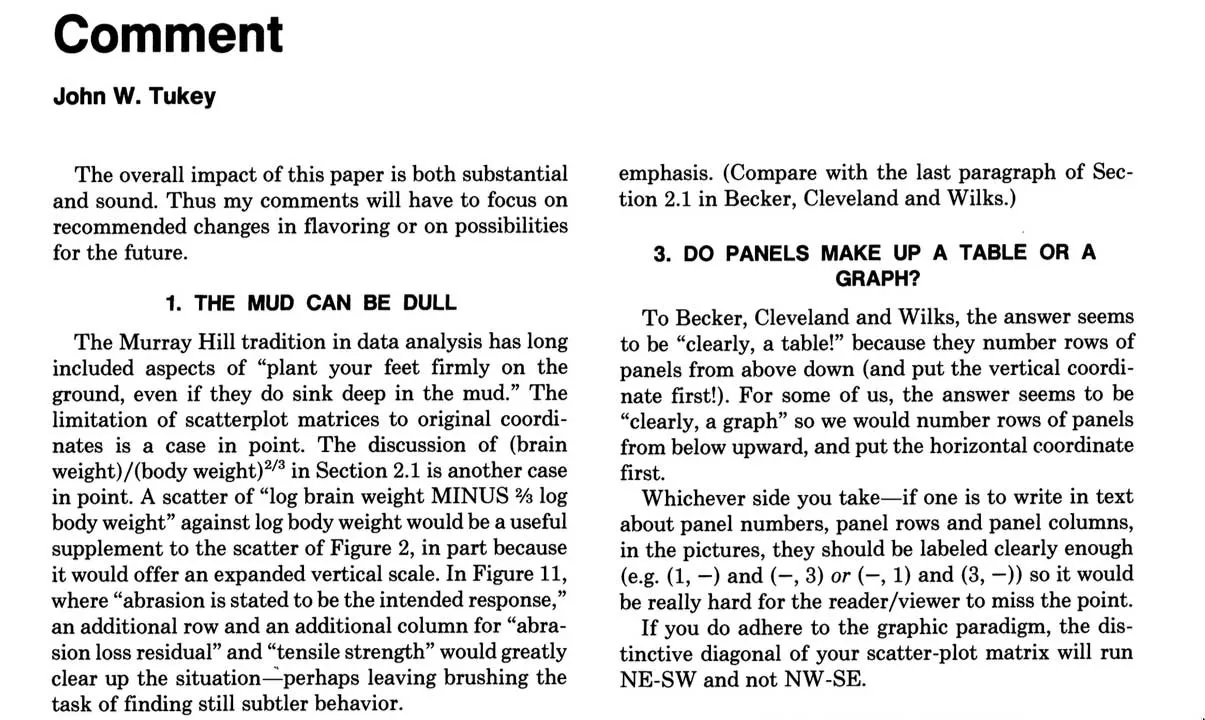 Comment
John W. Tukey
The overall impact of this paper is both substantial
and sound. Thus my comments will have to focus on
recommended changes in flavoring or on possibilities
for the future.
1. THE MUD CAN BE DULL
The Murray Hill tradition in data analysis has long
included aspects of “plant your feet firmly on the
ground, even if they do sink deep in the mud.” The
limitation of scatterplot matrices to original coordi-
nates is a case in point. The discussion of (brain
weight)/(body weight)²/³ in Section 2.1 is another case
in point. A scatter of “log brain weight MINUS ⅔ log
body weight” against log body weight would be a useful
supplement to the scatter of Figure 2, in part because
it would offer an expanded vertical scale. In Figure 11,
where “abrasion is stated to be the intended response,”
an additional row and an additional column for “abra-
sion loss residual” and “tensile strength” would greatly
clear up the situation—perhaps leaving brushing the
task of finding still subtler behavior.
emphasis. (Compare with the last paragraph of Sec-
tion 2.1 in Becker, Cleveland and Wilks.)
3. DO PANELS MAKE UP A TABLE OR A
GRAPH?
To Becker, Cleveland and Wilks, the answer seems
to be “clearly, a table!” because they number rows of
panels from above down (and put the vertical coordi-
nate first!). For some of us, the answer seems to be
“clearly, a graph” so we would number rows of panels
from below upward, and put the horizontal coordinate
first.
Whichever side you take—if one is to write in text
about panel numbers, panel rows and panel columns,
in the pictures, they should be labeled clearly enough
(e.g. (1, –) and (–, 3) or (–, 1) and (3, –)) so it would
be really hard for the reader/viewer to miss the point.
If you do adhere to the graphic paradigm, the dis-
tinctive diagonal of your scatter-plot matrix will run
NE-SW and not NW-SE.